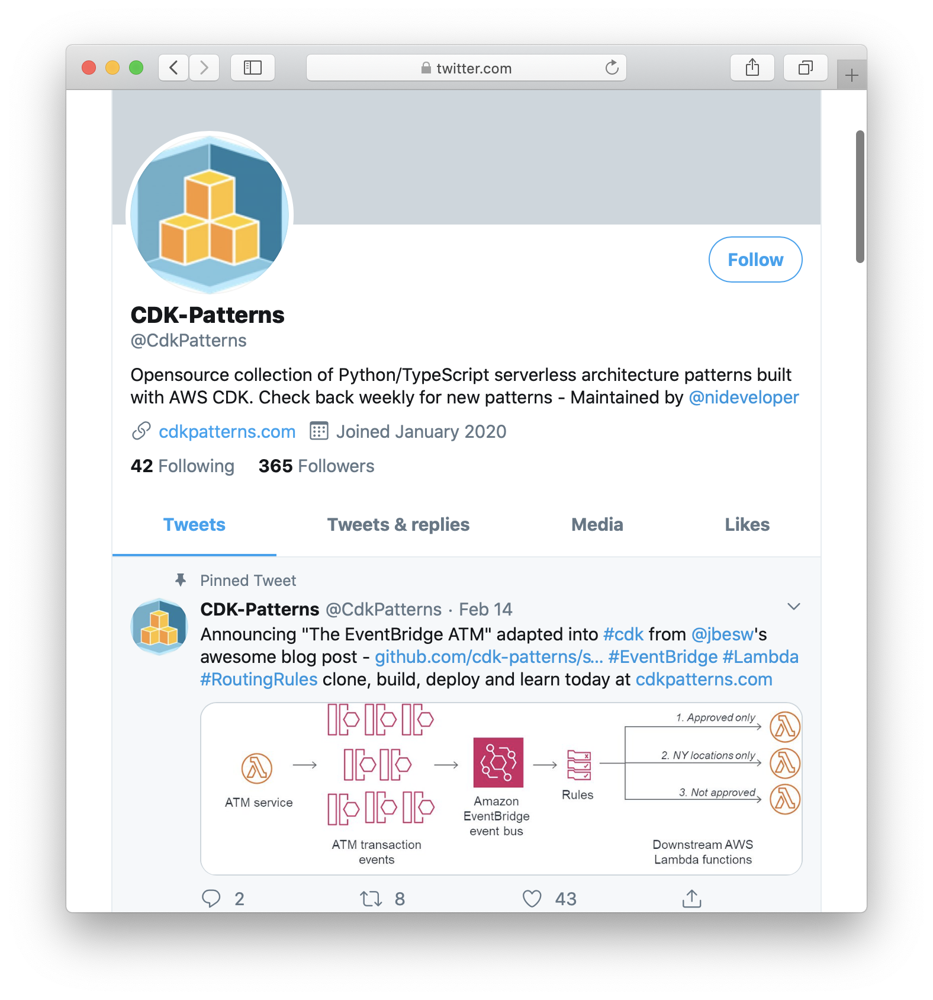 twitter.com
Follow
CDK-Patterns
@CdkPatterns
Opensource collection of Python/TypeScript serverless architecture patterns built
with AWS CDK. Check back weekly for new patterns - Maintained by @nideveloper
cdkpatterns.com Joined January 2020
42 Following 365 Followers
Tweets Tweets & replies Media Likes
Pinned Tweet
CDK-Patterns @CdkPatterns · Feb 14
Announcing "The EventBridge ATM" adapted into #cdk from @jbesw's
awesome blog post - github.com/cdk-patterns/s... #EventBridge #Lambda
#RoutingRules clone, build, deploy and learn today at cdkpatterns.com
ATM service
ATM transaction
events
Amazon
EventBridge
event bus
Rules
1. Approved only
2. NY locations only
3. Not approved
Downstream AWS
Lambda functions
2 8 43